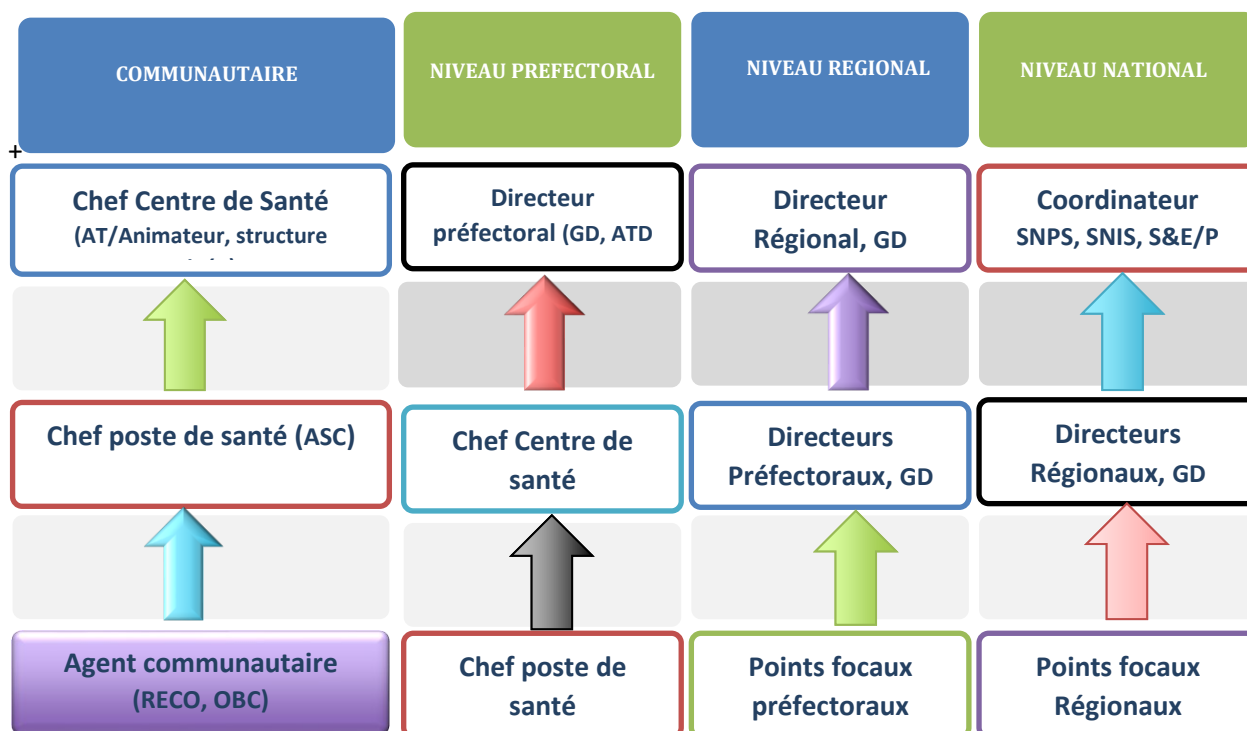 COMMUNAUTAIRE
NIVEAU PREFECTORAL
NIVEAU REGIONAL
NIVEAU NATIONAL
+
Chef Centre de Santé
(AT/Animateur, structure
Directeur
préfectoral (GD, ATD
Directeur
Régional, GD
Coordinateur
SNPS, SNIS, S&E/P
Chef poste de santé (ASC)
Chef Centre de
santé
Directeurs
Préfectoraux, GD
Directeurs
Régionaux, GD
Agent communautaire
(RECO, OBC)
Chef poste de
santé
Points focaux
préfectoraux
Points focaux
Régionaux